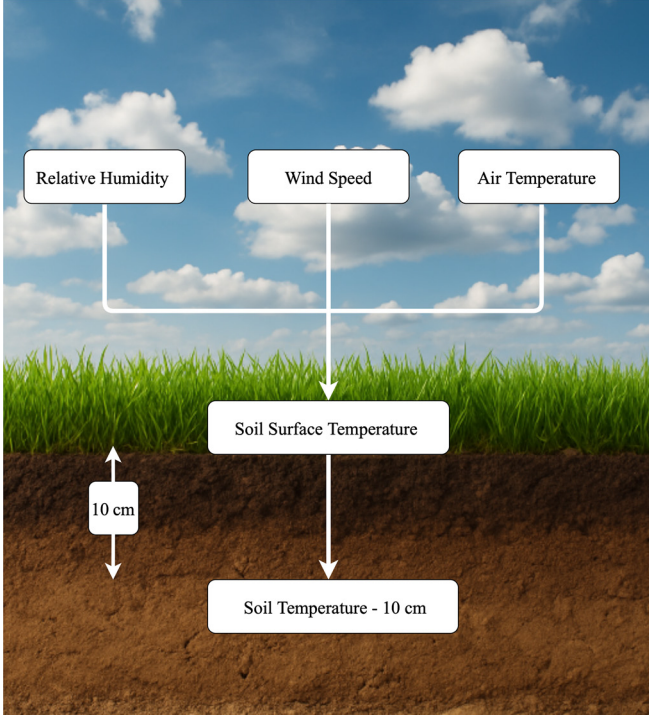 Relative Humidity
Wind Speed
Air Temperature
Soil Surface Temperature
10 cm
Soil Temperature - 10 cm